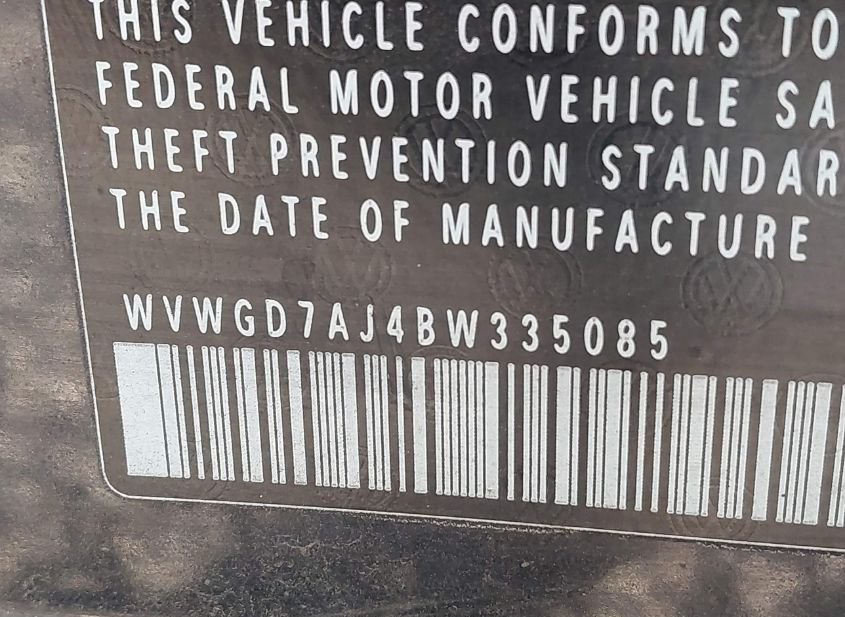 THIS VEHICLE CONFORMS TO
FEDERAL MOTOR VEHICLE SA
THEFT PREVENTION STANDAR
THE DATE OF MANUFACTURE
WVWGD7AJ4BW335085